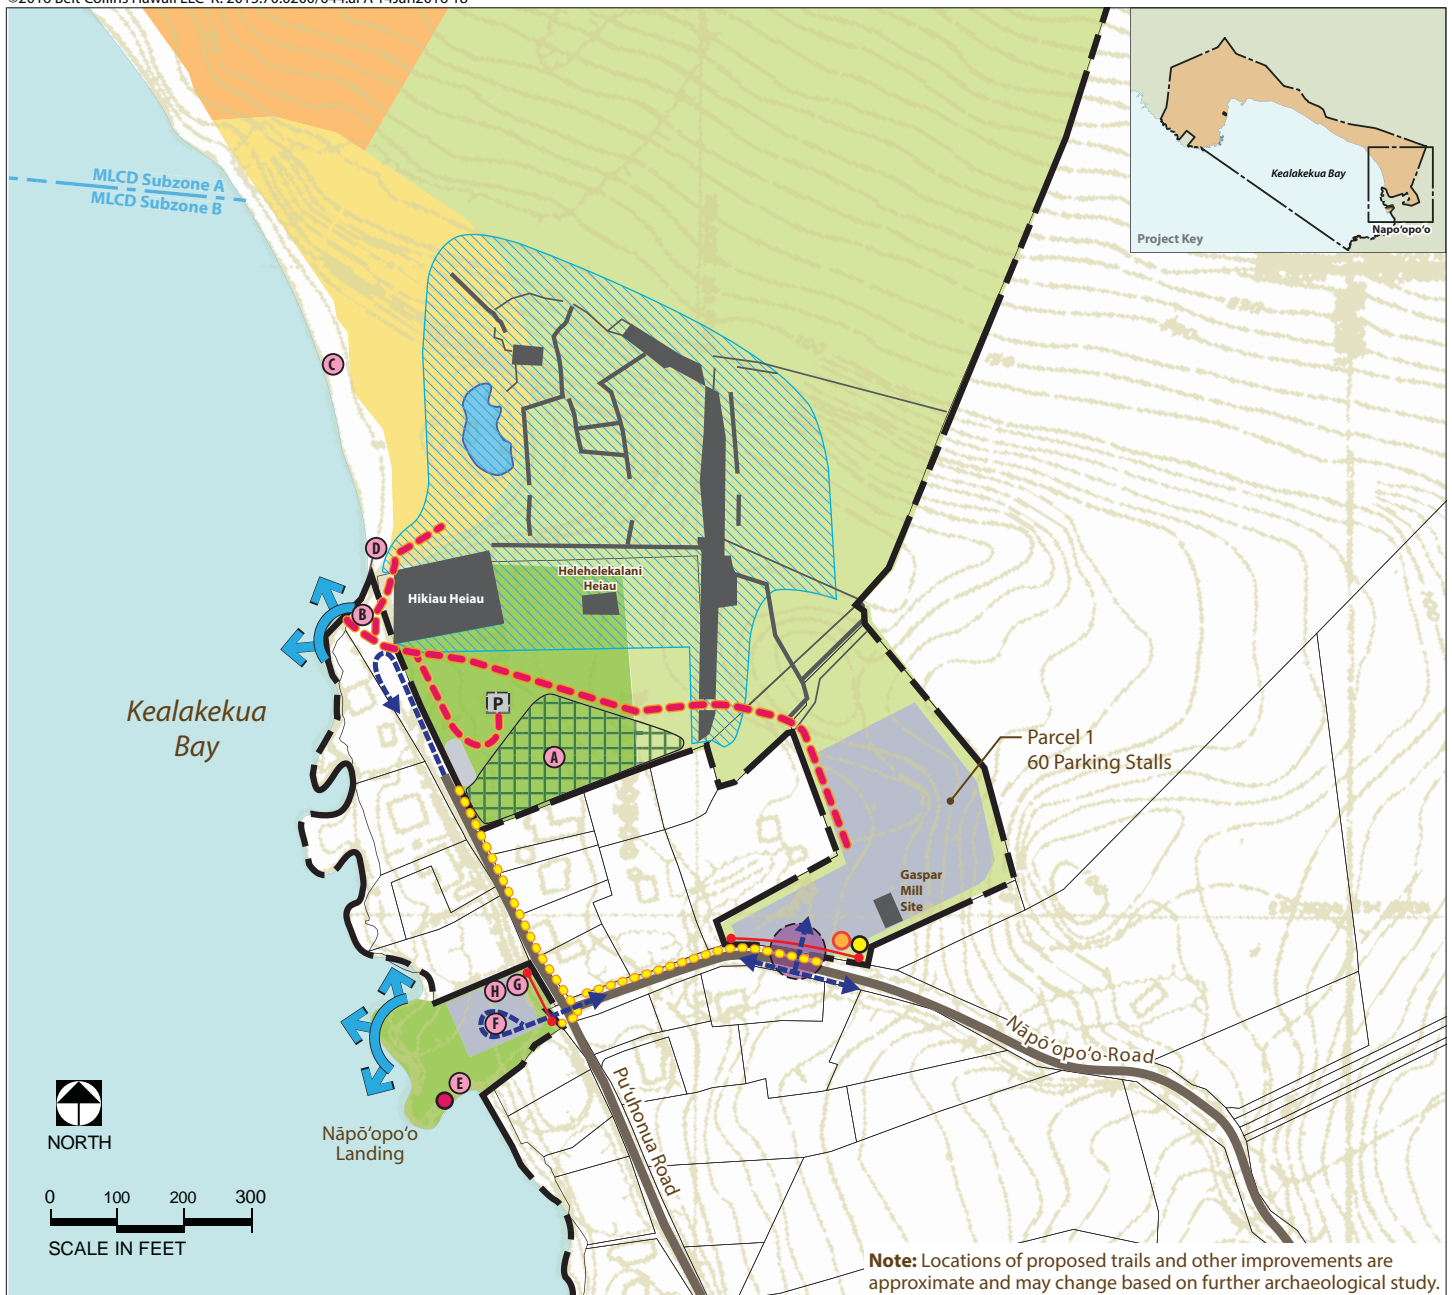 MLCD Subzone A
MLCD Subzone B
Kealakekua Bay
Napo‘opo‘o
Project Key
C
D
B
Hikiau Heiau
Helehelekalani
Heiau
P
A
Kealakekua
Bay
Parcel 1
60 Parking Stalls
Gaspar
Mill
Site
H
G
F
E
Nāpō‘opo‘o Road
Pu‘uhonua Road
Nāpō‘opo‘o
Landing
NORTH
0 100 200 300
SCALE IN FEET
Note: Locations of proposed trails and other improvements are
approximate and may change based on further archaeological study.